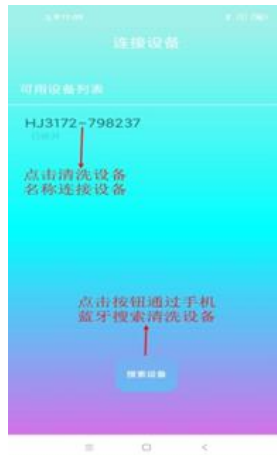 连接设备
可用设备列表
HJ3172-798237
点击清洗设备
名称连接设备
点击按钮通过手机
蓝牙搜索清洗设备
搜索设备